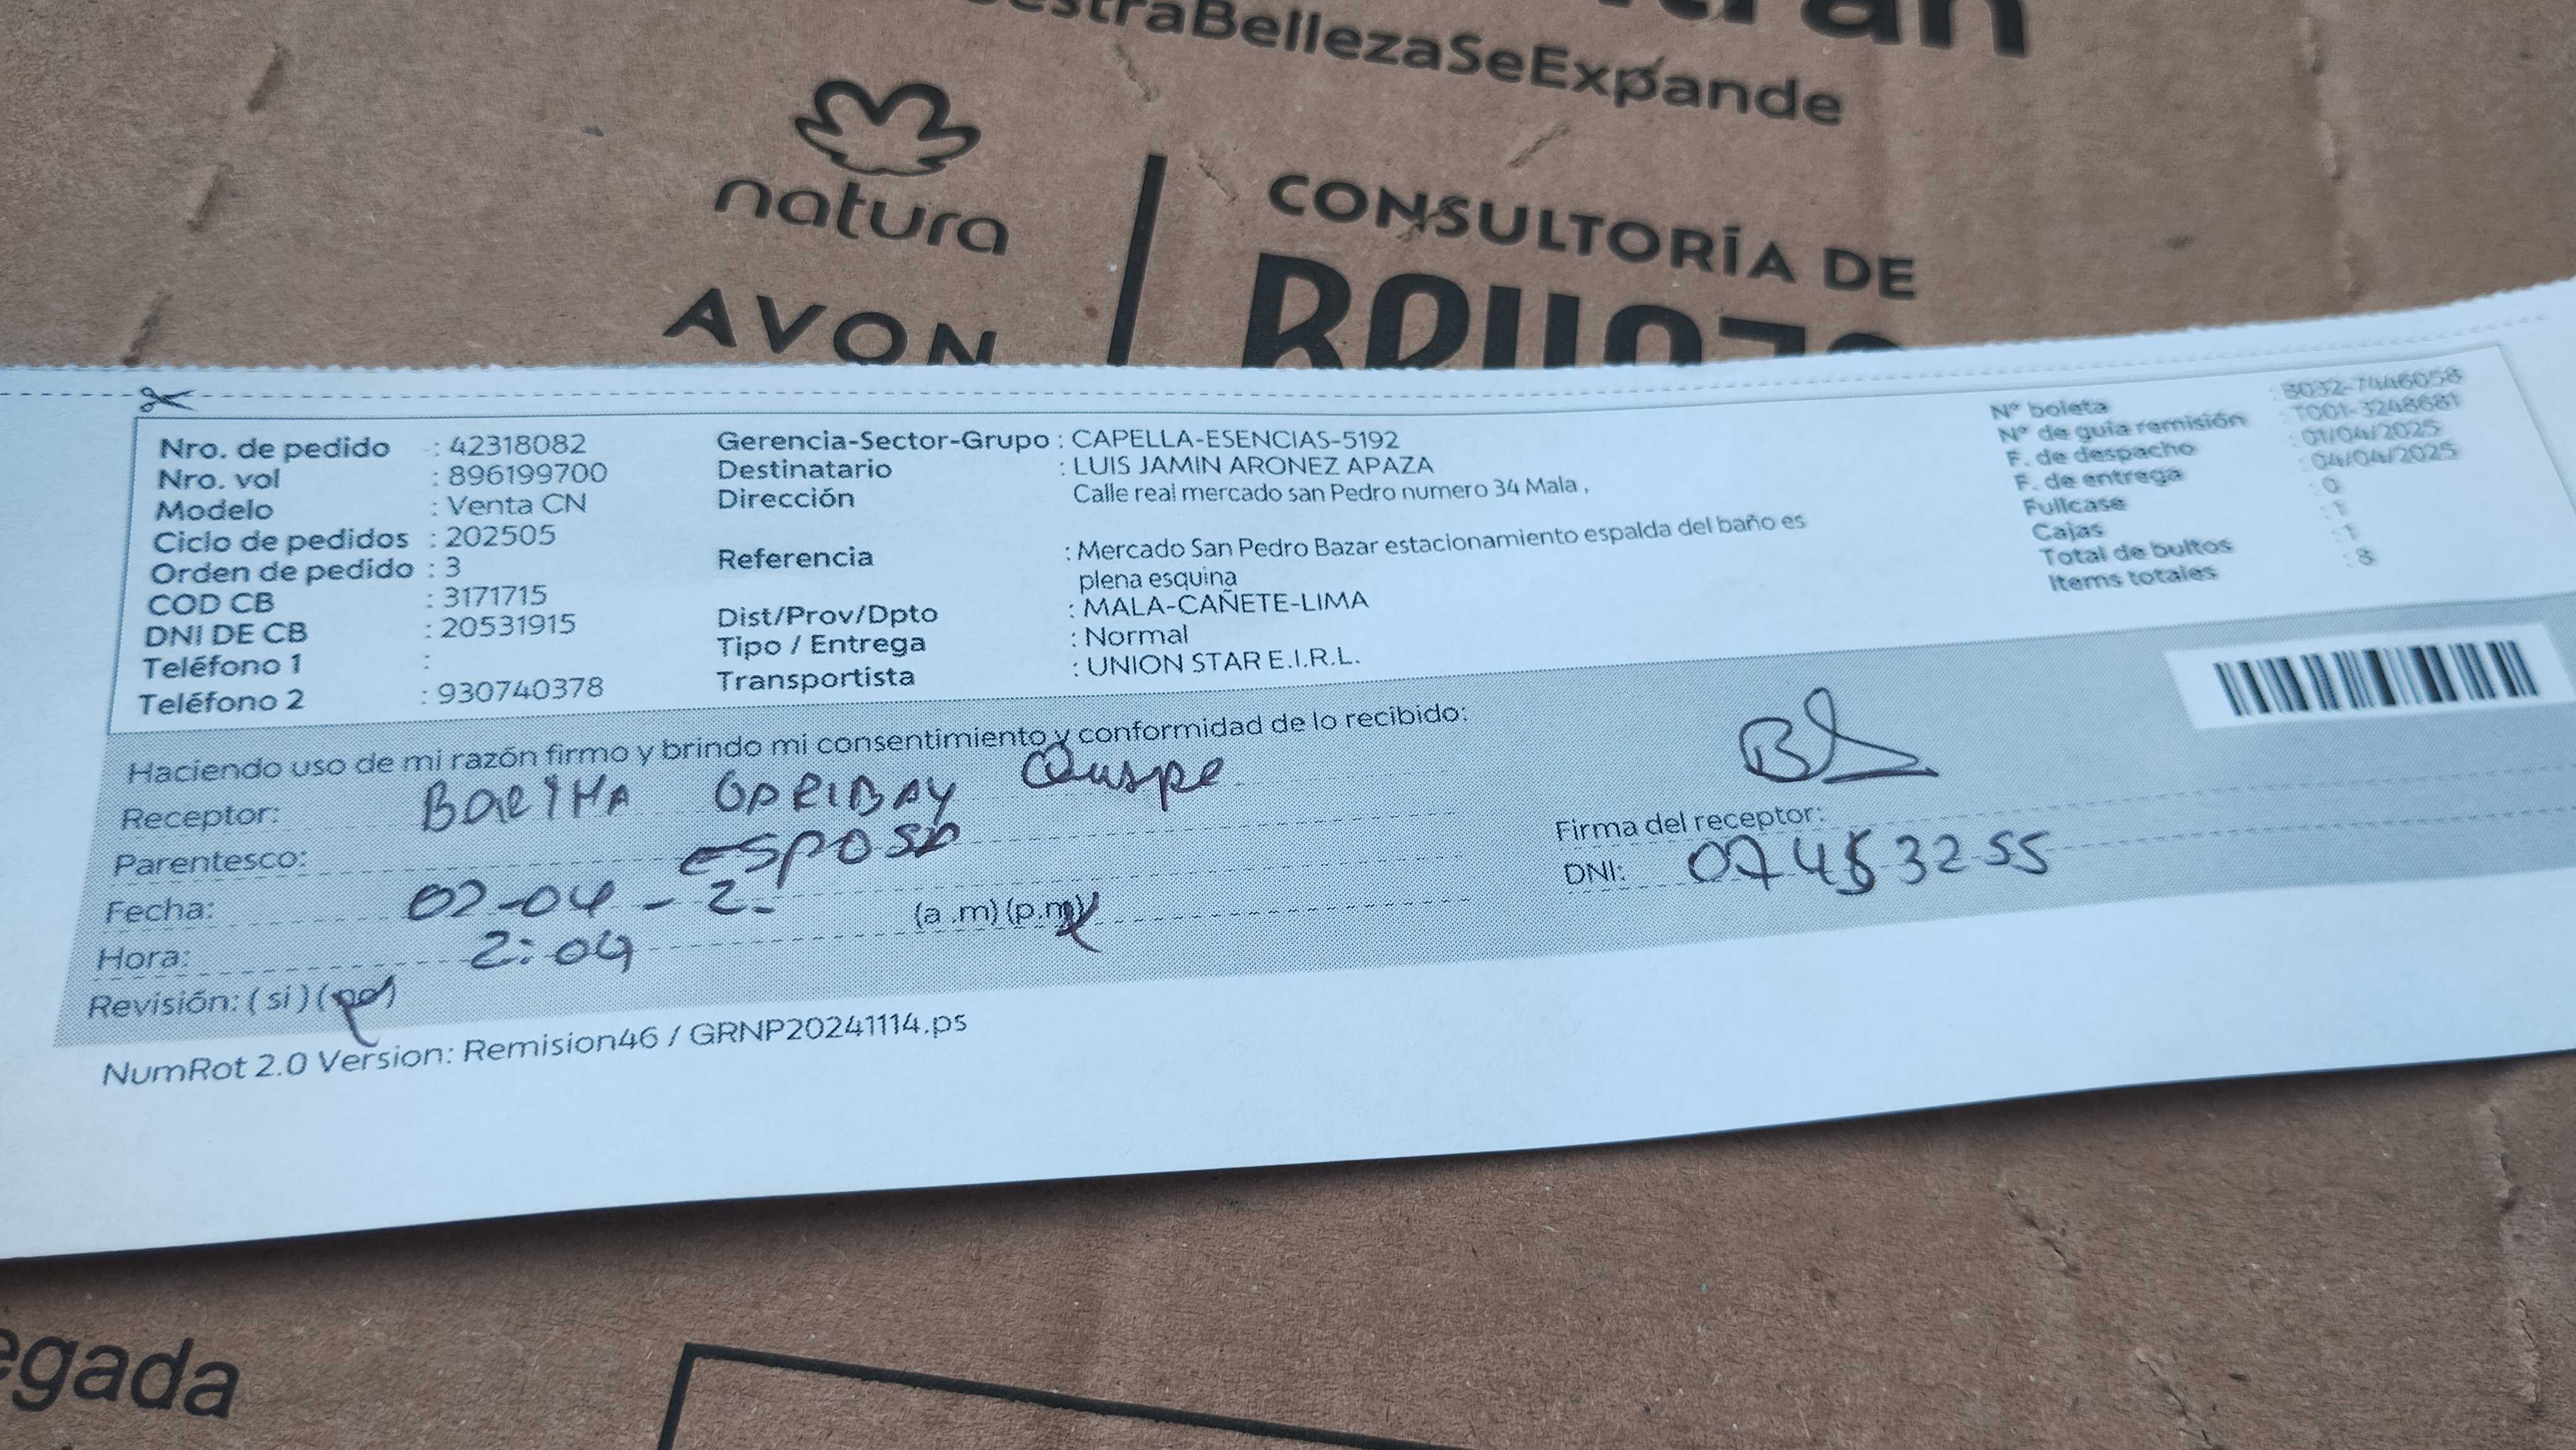 straBellezaSeExpande
natura
AVON
CONSULTORÍA DE
Nro. de pedido : 42318082
Nro. vol : 896199700
Modelo : Venta CN
Ciclo de pedidos : 202505
Orden de pedido : 3
COD CB : 3171715
DNI DE CB : 20531915
Teléfono 1 :
Teléfono 2 : 930740378
Gerencia-Sector-Grupo : CAPELLA-ESENCIAS-5192
Destinatario : LUIS JAMIN ARONEZ APAZA
Dirección Calle real mercado san Pedro numero 34 Mala ,
Referencia : Mercado San Pedro Bazar estacionamiento espalda del baño es
plena esquina
Dist/Prov/Dpto : MALA-CAÑETE-LIMA
Tipo / Entrega : Normal
Transportista : UNION STAR E.I.R.L.
Nº boleta : B032-7446058
Nº de guía remisión : T001-3248681
F. de despacho : 01/04/2025
F. de entrega : 04/04/2025
Fullcase : 0
Cajas : 1
Total de bultos : 1
Items totales : 8
Haciendo uso de mi razón firmo y brindo mi consentimiento y conformidad de lo recibido:
Receptor: GARIBAY Quispe
Parentesco: esposa
Fecha: 02-04-2- (a .m) (p.m)
Hora: 2:04
Revisión: ( si ) ( no )
Firma del receptor:
DNI: 07453255
NumRot 2.0 Version: Remision46 / GRNP20241114.ps
egada